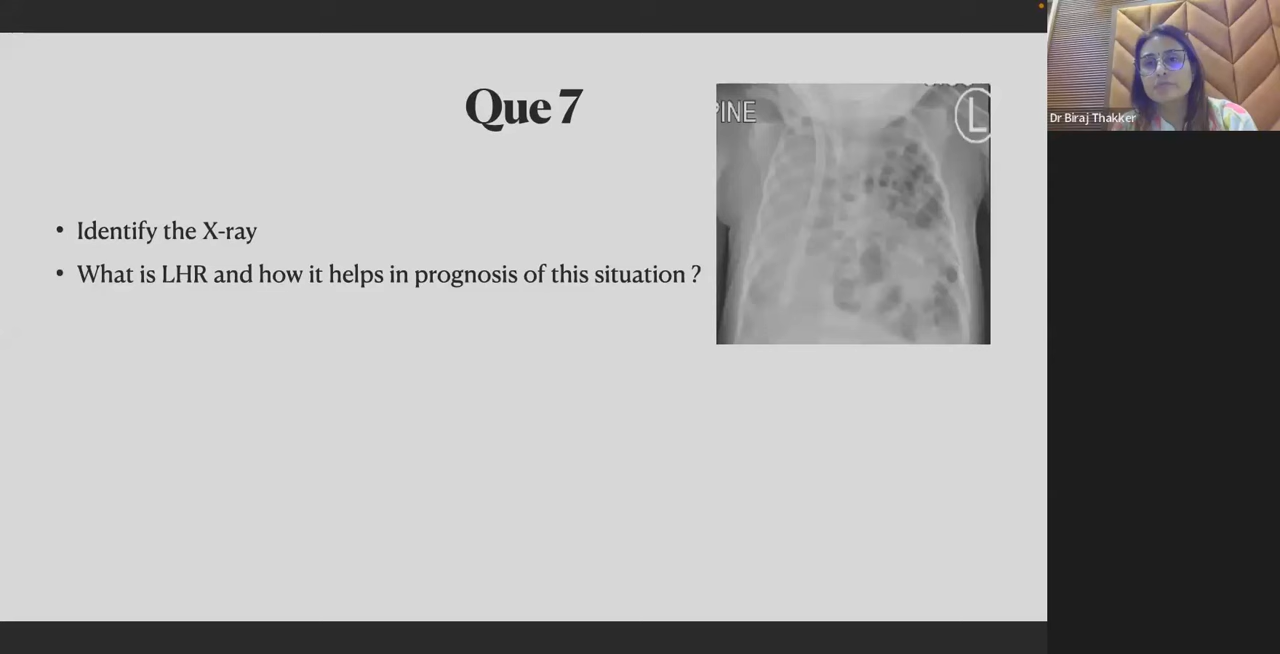 Que 7
PINE
L
• Identify the X-ray
• What is LHR and how it helps in prognosis of this situation ?
Dr Biraj Thakker